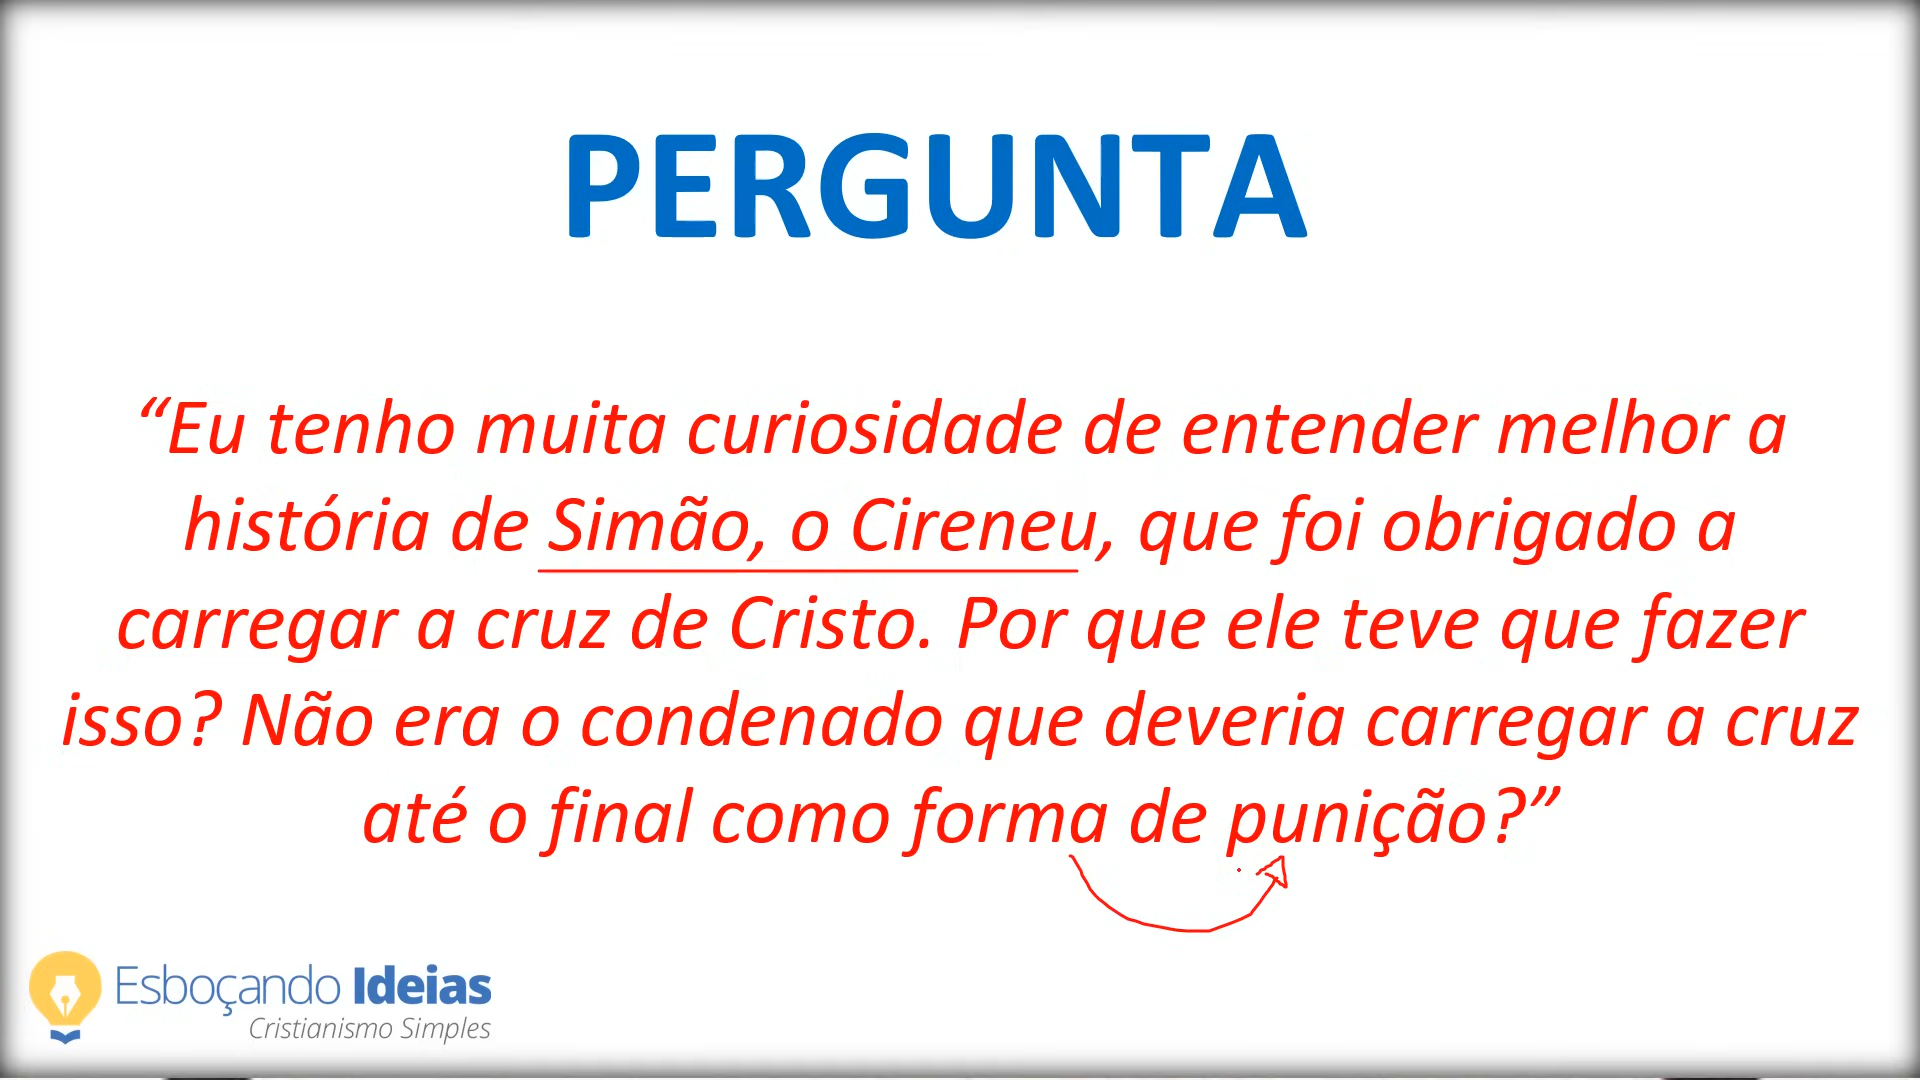 PERGUNTA
“Eu tenho muita curiosidade de entender melhor a
história de Simão, o Cireneu, que foi obrigado a
carregar a cruz de Cristo. Por que ele teve que fazer
isso? Não era o condenado que deveria carregar a cruz
até o final como forma de punição?”
Esboçando Ideias
Cristianismo Simples